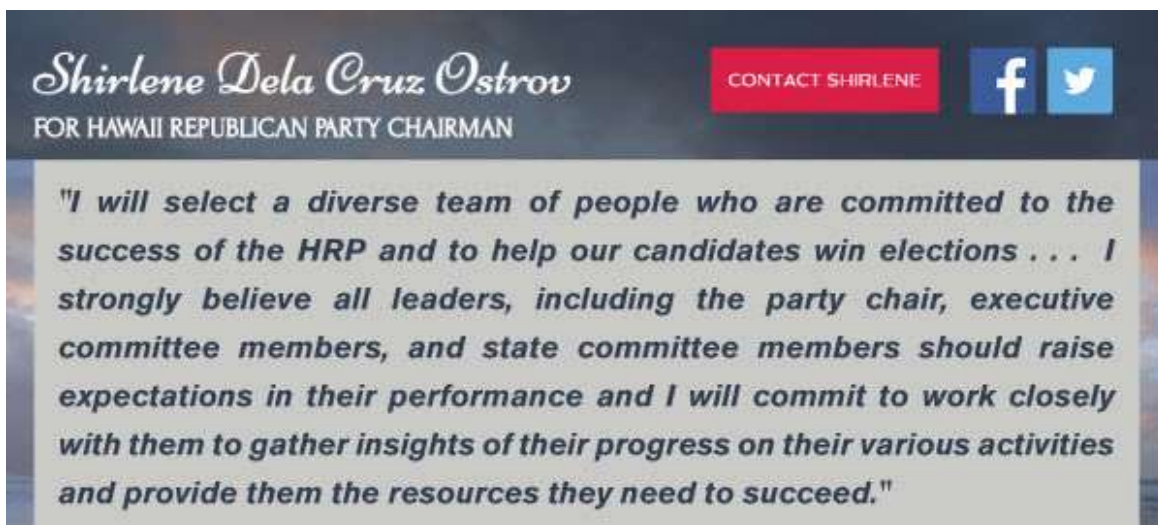 Shirlene Dela Cruz Ostrov
FOR HAWAII REPUBLICAN PARTY CHAIRMAN
CONTACT SHIRLENE
"I will select a diverse team of people who are committed to the
success of the HRP and to help our candidates win elections . . . I
strongly believe all leaders, including the party chair, executive
committee members, and state committee members should raise
expectations in their performance and I will commit to work closely
with them to gather insights of their progress on their various activities
and provide them the resources they need to succeed."